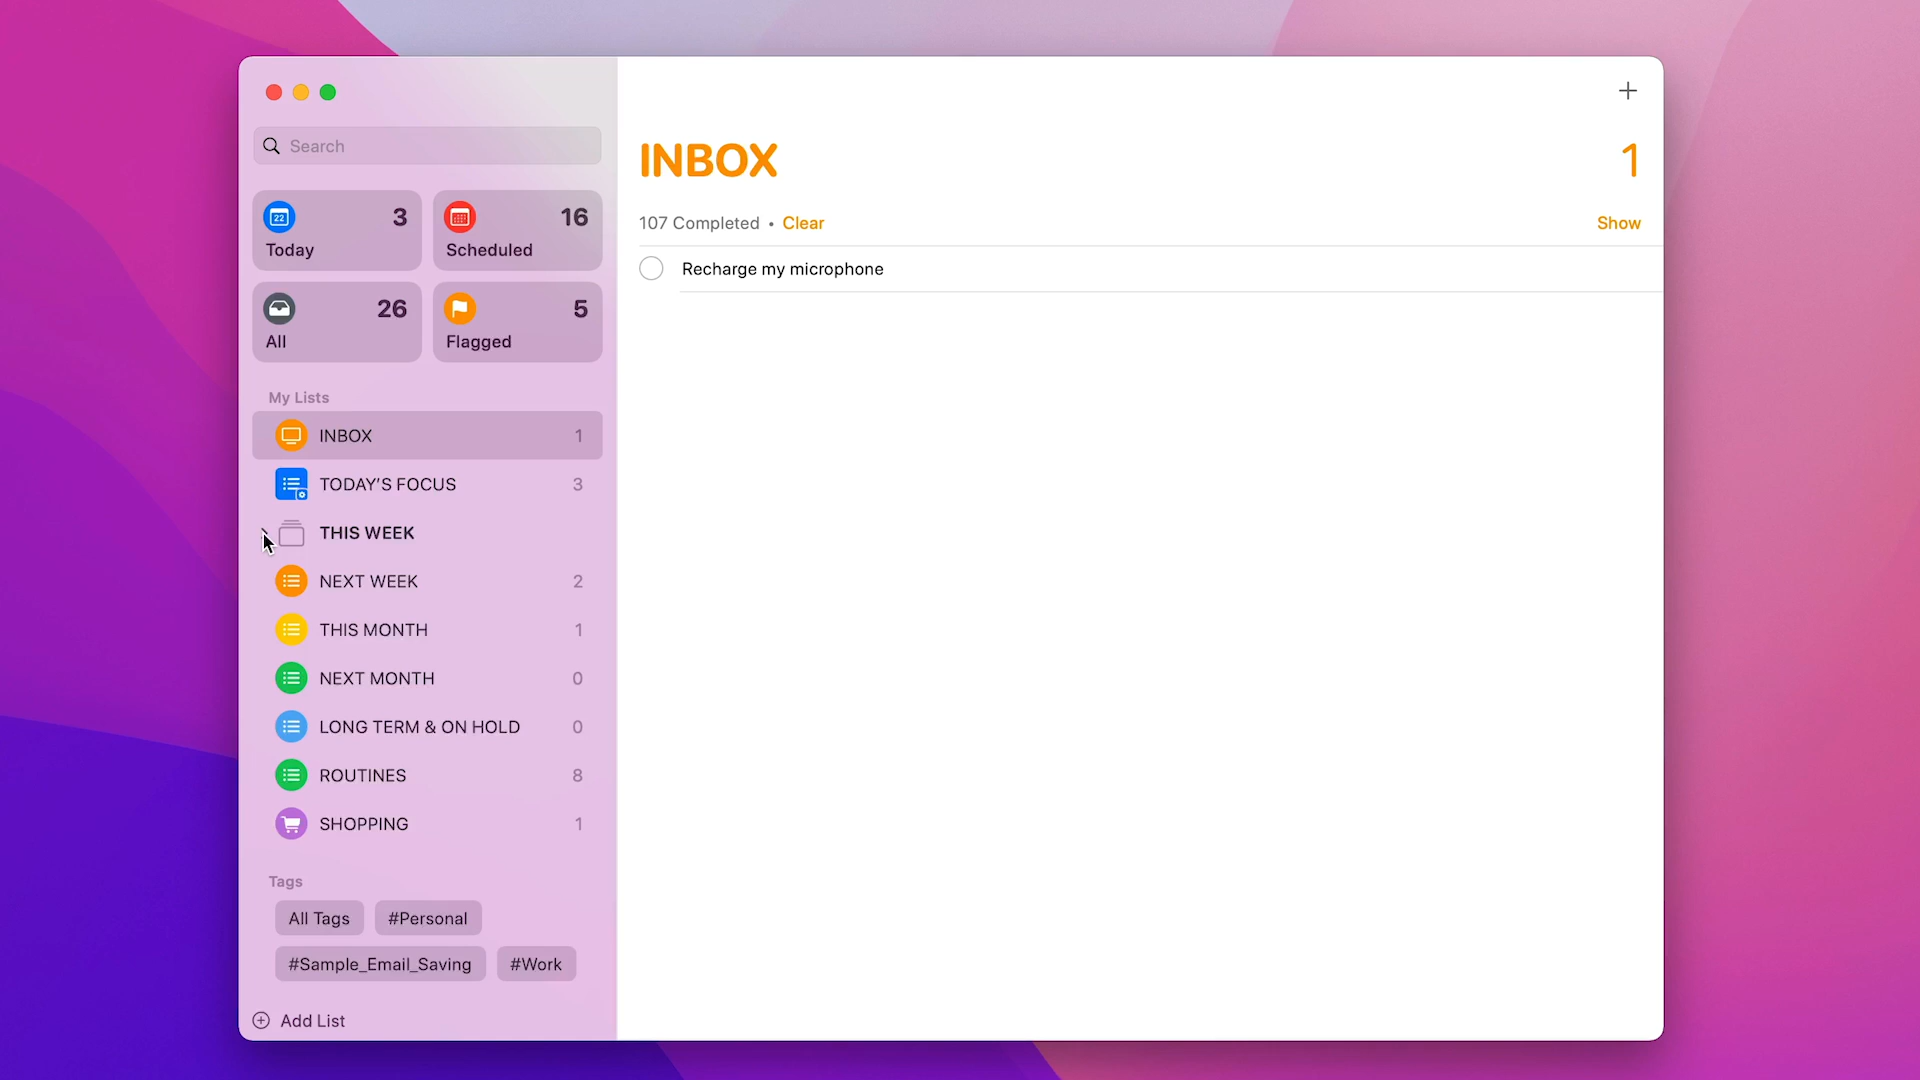 Search
22
3
Today
16
Scheduled
26
All
5
Flagged
My Lists
INBOX 1
TODAY'S FOCUS 3
THIS WEEK
NEXT WEEK 2
THIS MONTH 1
NEXT MONTH 0
LONG TERM & ON HOLD 0
ROUTINES 8
SHOPPING 1
Tags
All Tags #Personal
#Sample_Email_Saving #Work
Add List
INBOX 1
107 Completed • Clear Show
Recharge my microphone